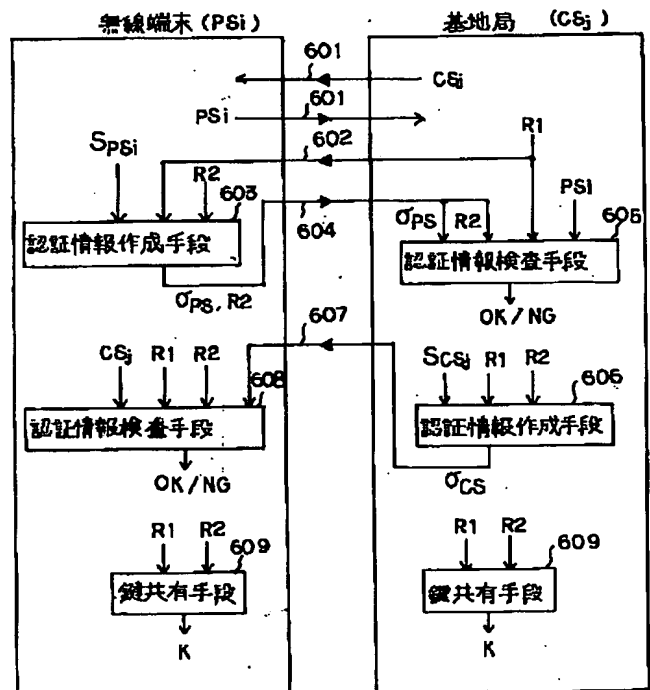 無線端末(PSi)
基地局 (CSj)
601
CSj
PSi
601
602
R1
SPSi
R2
603
604
σPS
R2
PSi
605
認証情報作成手段
認証情報検査手段
σPS, R2
OK/NG
607
CSj
R1
R2
608
SCSj
R1
R2
606
認証情報検査手段
認証情報作成手段
OK/NG
σCS
R1
R2
609
R1
R2
609
鍵共有手段
鍵共有手段
K
K